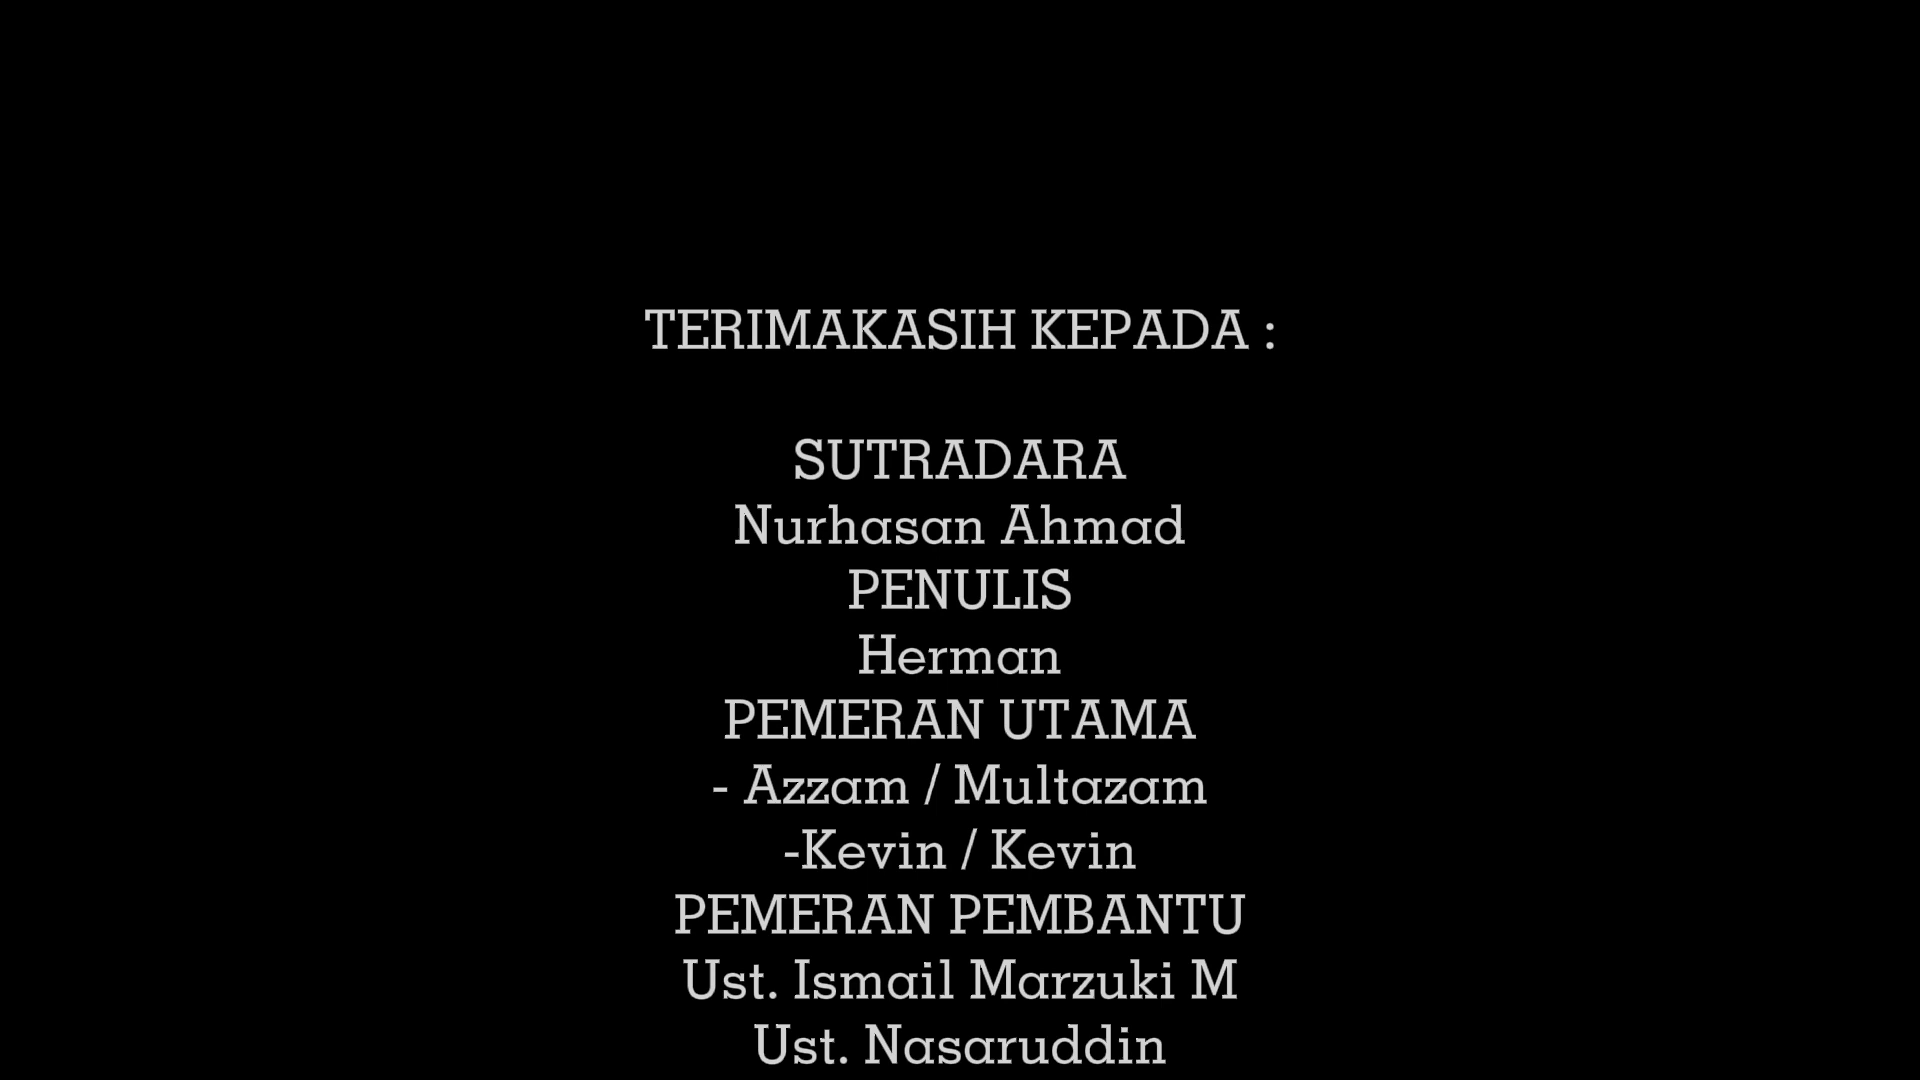 TERIMAKASIH KEPADA :
SUTRADARA
Nurhasan Ahmad
PENULIS
Herman
PEMERAN UTAMA
- Azzam / Multazam
-Kevin / Kevin
PEMERAN PEMBANTU
Ust. Ismail Marzuki M
Ust. Nasaruddin